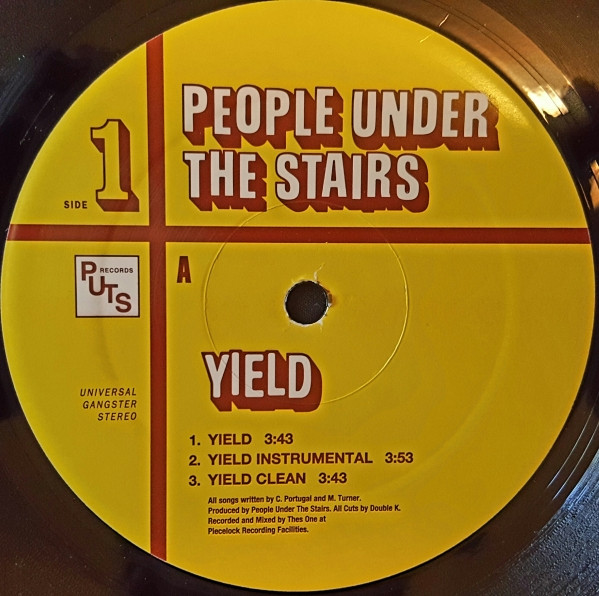 PEOPLE UNDER
THE STAIRS
SIDE 1
PUTS RECORDS
A
YIELD
UNIVERSAL
GANGSTER
STEREO
1. YIELD 3:43
2. YIELD INSTRUMENTAL 3:53
3. YIELD CLEAN 3:43
All songs written by C. Portugal and M. Turner.
Produced by People Under The Stairs. All Cuts by Double K.
Recorded and Mixed by Thes One at
Piecelock Recording Facilities.